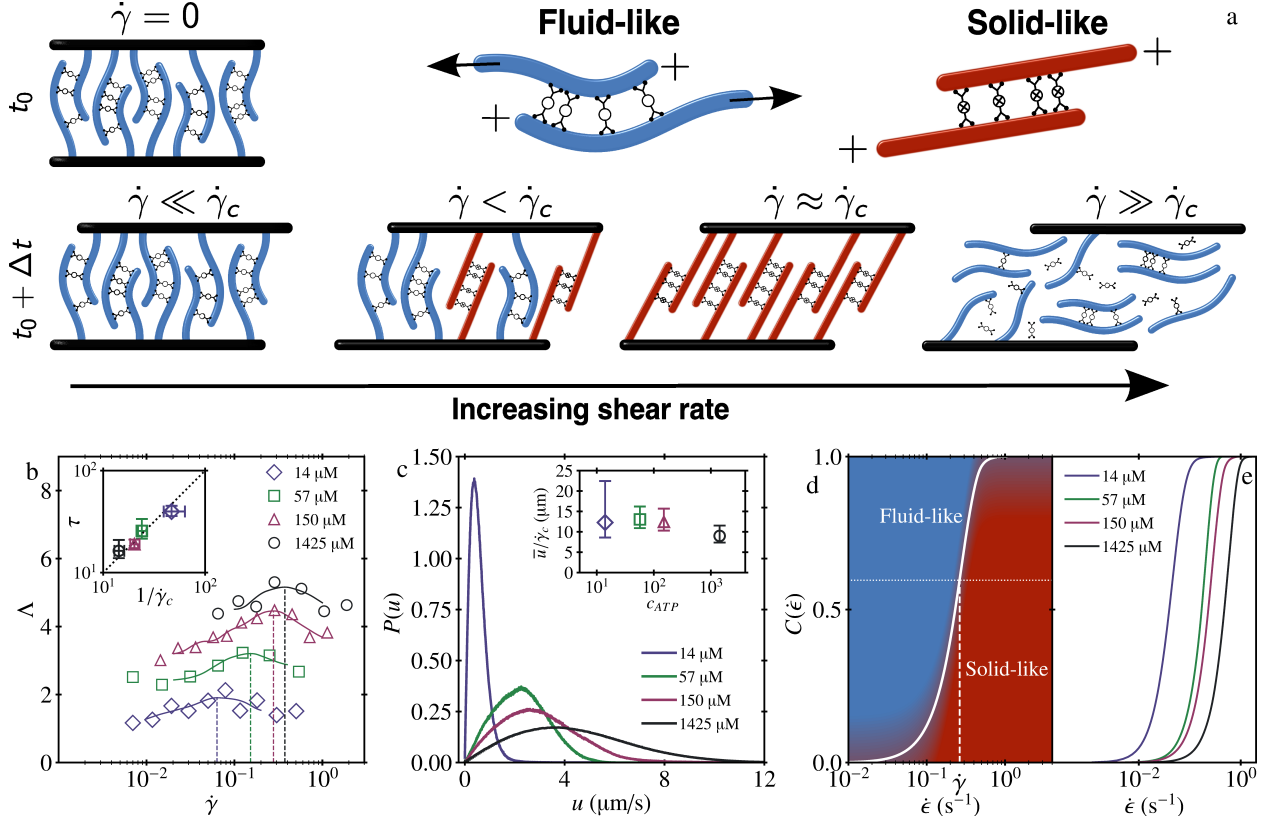 γ̇ = 0
Fluid-like
Solid-like
a
t₀
+
+
+
+
γ̇ ≪ γ̇c
γ̇ < γ̇c
γ̇ ≈ γ̇c
γ̇ ≫ γ̇c
t₀ + Δt
Increasing shear rate
b
8
6
4
2
0
Λ
10⁻²
10⁻¹
10⁰
γ̇
14 μM
57 μM
150 μM
1425 μM
10²
10¹
τ
10¹
10²
1/γ̇c
c
1.50
1.25
1.00
0.75
0.50
0.25
0.00
P(u)
0
4
8
12
u (μm/s)
25
20
15
10
5
0
ū/γ̇c (μm)
10¹
10²
10³
cATP
14 μM
57 μM
150 μM
1425 μM
d
1.0
0.5
0.0
C(ε̇)
Fluid-like
Solid-like
10⁻²
10⁻¹
10⁰
γ̇
ε̇ (s⁻¹)
e
14 μM
57 μM
150 μM
1425 μM
10⁻²
10⁰
ε̇ (s⁻¹)